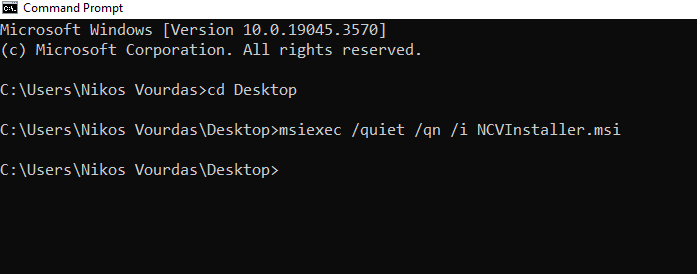 Command Prompt
Microsoft Windows [Version 10.0.19045.3570]
(c) Microsoft Corporation. All rights reserved.
C:\Users\Nikos Vourdas>cd Desktop
C:\Users\Nikos Vourdas\Desktop>msiexec /quiet /qn /i NCVInstaller.msi
C:\Users\Nikos Vourdas\Desktop>